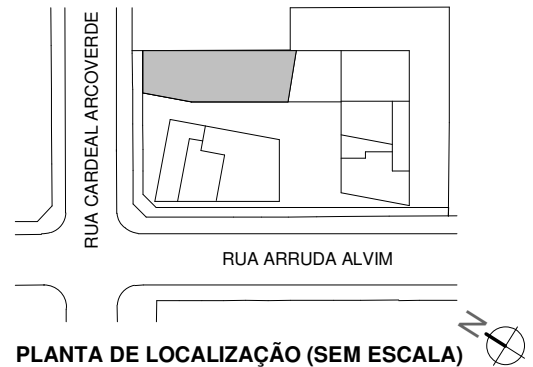 RUA CARDEAL ARCOVERDE
RUA ARRUDA ALVIM
N
PLANTA DE LOCALIZAÇÃO (SEM ESCALA)